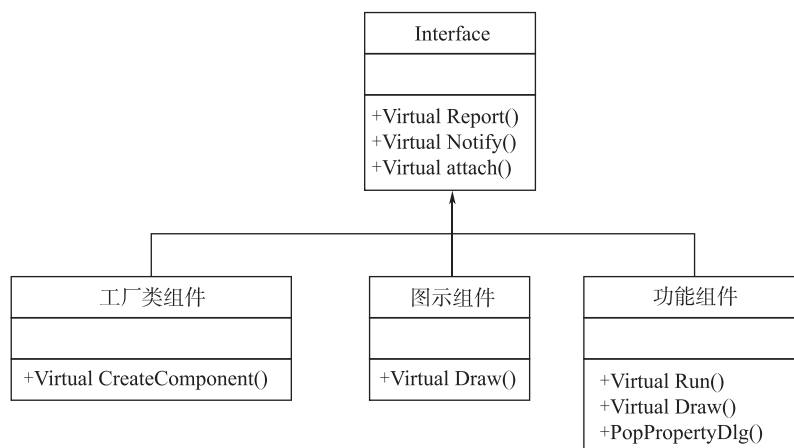 Interface
+Virtual Report()
+Virtual Notify()
+Virtual attach()
工厂类组件
+Virtual CreateComponent()
图示组件
+Virtual Draw()
功能组件
+Virtual Run()
+Virtual Draw()
+PopPropertyDlg()